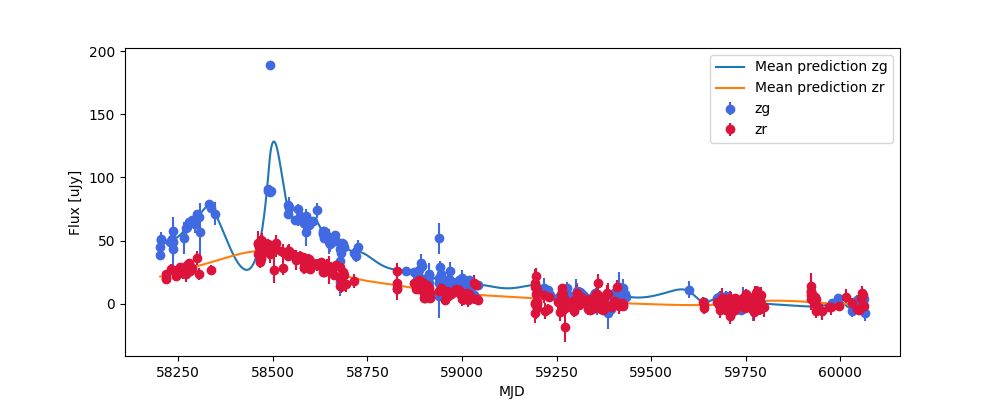 200
150
100
50
0
Flux [uJy]
58250
58500
58750
59000
59250
59500
59750
60000
MJD
Mean prediction zg
Mean prediction zr
zg
zr